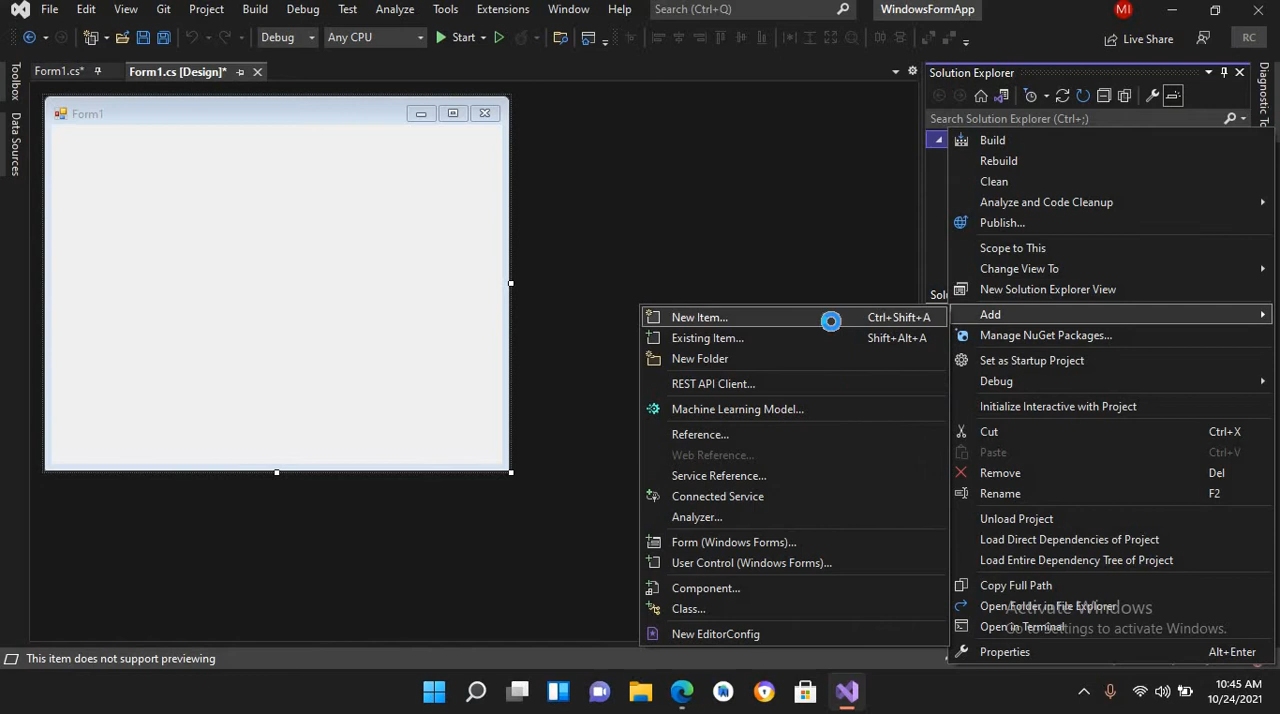 File Edit View Git Project Build Debug Test Analyze Tools Extensions Window Help Search (Ctrl+Q) WindowsFormApp MI
Debug Any CPU Start Live Share RC
Form1.cs* Form1.cs [Design]*
Toolbox
Data Sources
Form1
Solution Explorer
Search Solution Explorer (Ctrl+;)
Diagnostic To
Build
Rebuild
Clean
Analyze and Code Cleanup
Publish...
Scope to This
Change View To
New Solution Explorer View
Solu
Add
Manage NuGet Packages...
Set as Startup Project
Debug
Initialize Interactive with Project
Cut Ctrl+X
Paste Ctrl+V
Remove Del
Rename F2
Unload Project
Load Direct Dependencies of Project
Load Entire Dependency Tree of Project
Copy Full Path
Open Folder in File Explorer
Open in Terminal
Properties Alt+Enter
New Item... Ctrl+Shift+A
Existing Item... Shift+Alt+A
New Folder
REST API Client...
Machine Learning Model...
Reference...
Web Reference...
Service Reference...
Connected Service
Analyzer...
Form (Windows Forms)...
User Control (Windows Forms)...
Component...
Class...
New EditorConfig
Activate Windows
Go to Settings to activate Windows.
This item does not support previewing
10:45 AM
10/24/2021